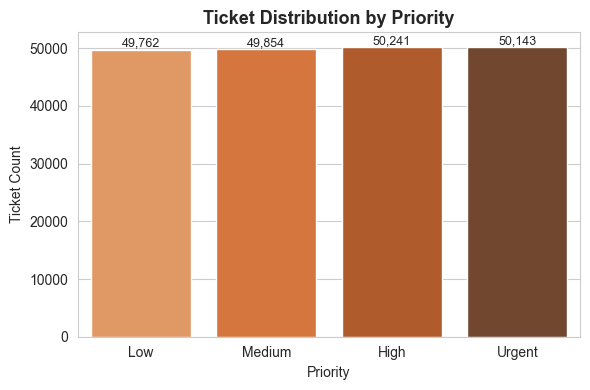 Ticket Distribution by Priority
49,762
49,854
50,241
50,143
50000
40000
30000
20000
10000
0
Ticket Count
Low
Medium
High
Urgent
Priority